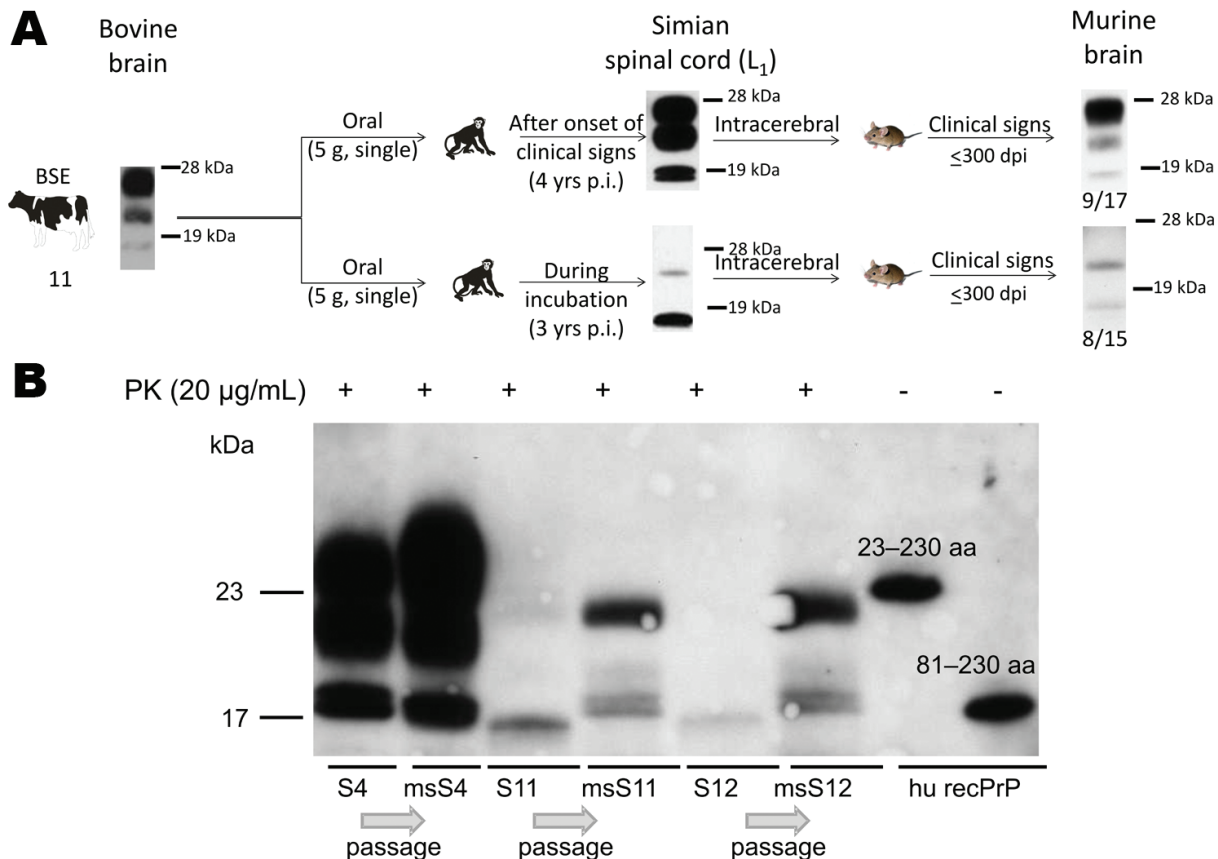 A
Bovine
brain
Simian
spinal cord (L₁)
Murine
brain
BSE
11
28 kDa
19 kDa
Oral
(5 g, single)
After onset of
clinical signs
(4 yrs p.i.)
28 kDa
19 kDa
Intracerebral
Clinical signs
≤300 dpi
28 kDa
19 kDa
9/17
Oral
(5 g, single)
During
incubation
(3 yrs p.i.)
28 kDa
19 kDa
Intracerebral
Clinical signs
≤300 dpi
28 kDa
19 kDa
8/15
B
PK (20 µg/mL) + + + + + + - -
kDa
23–230 aa
23
81–230 aa
17
S4 msS4 S11 msS11 S12 msS12 hu recPrP
passage passage passage